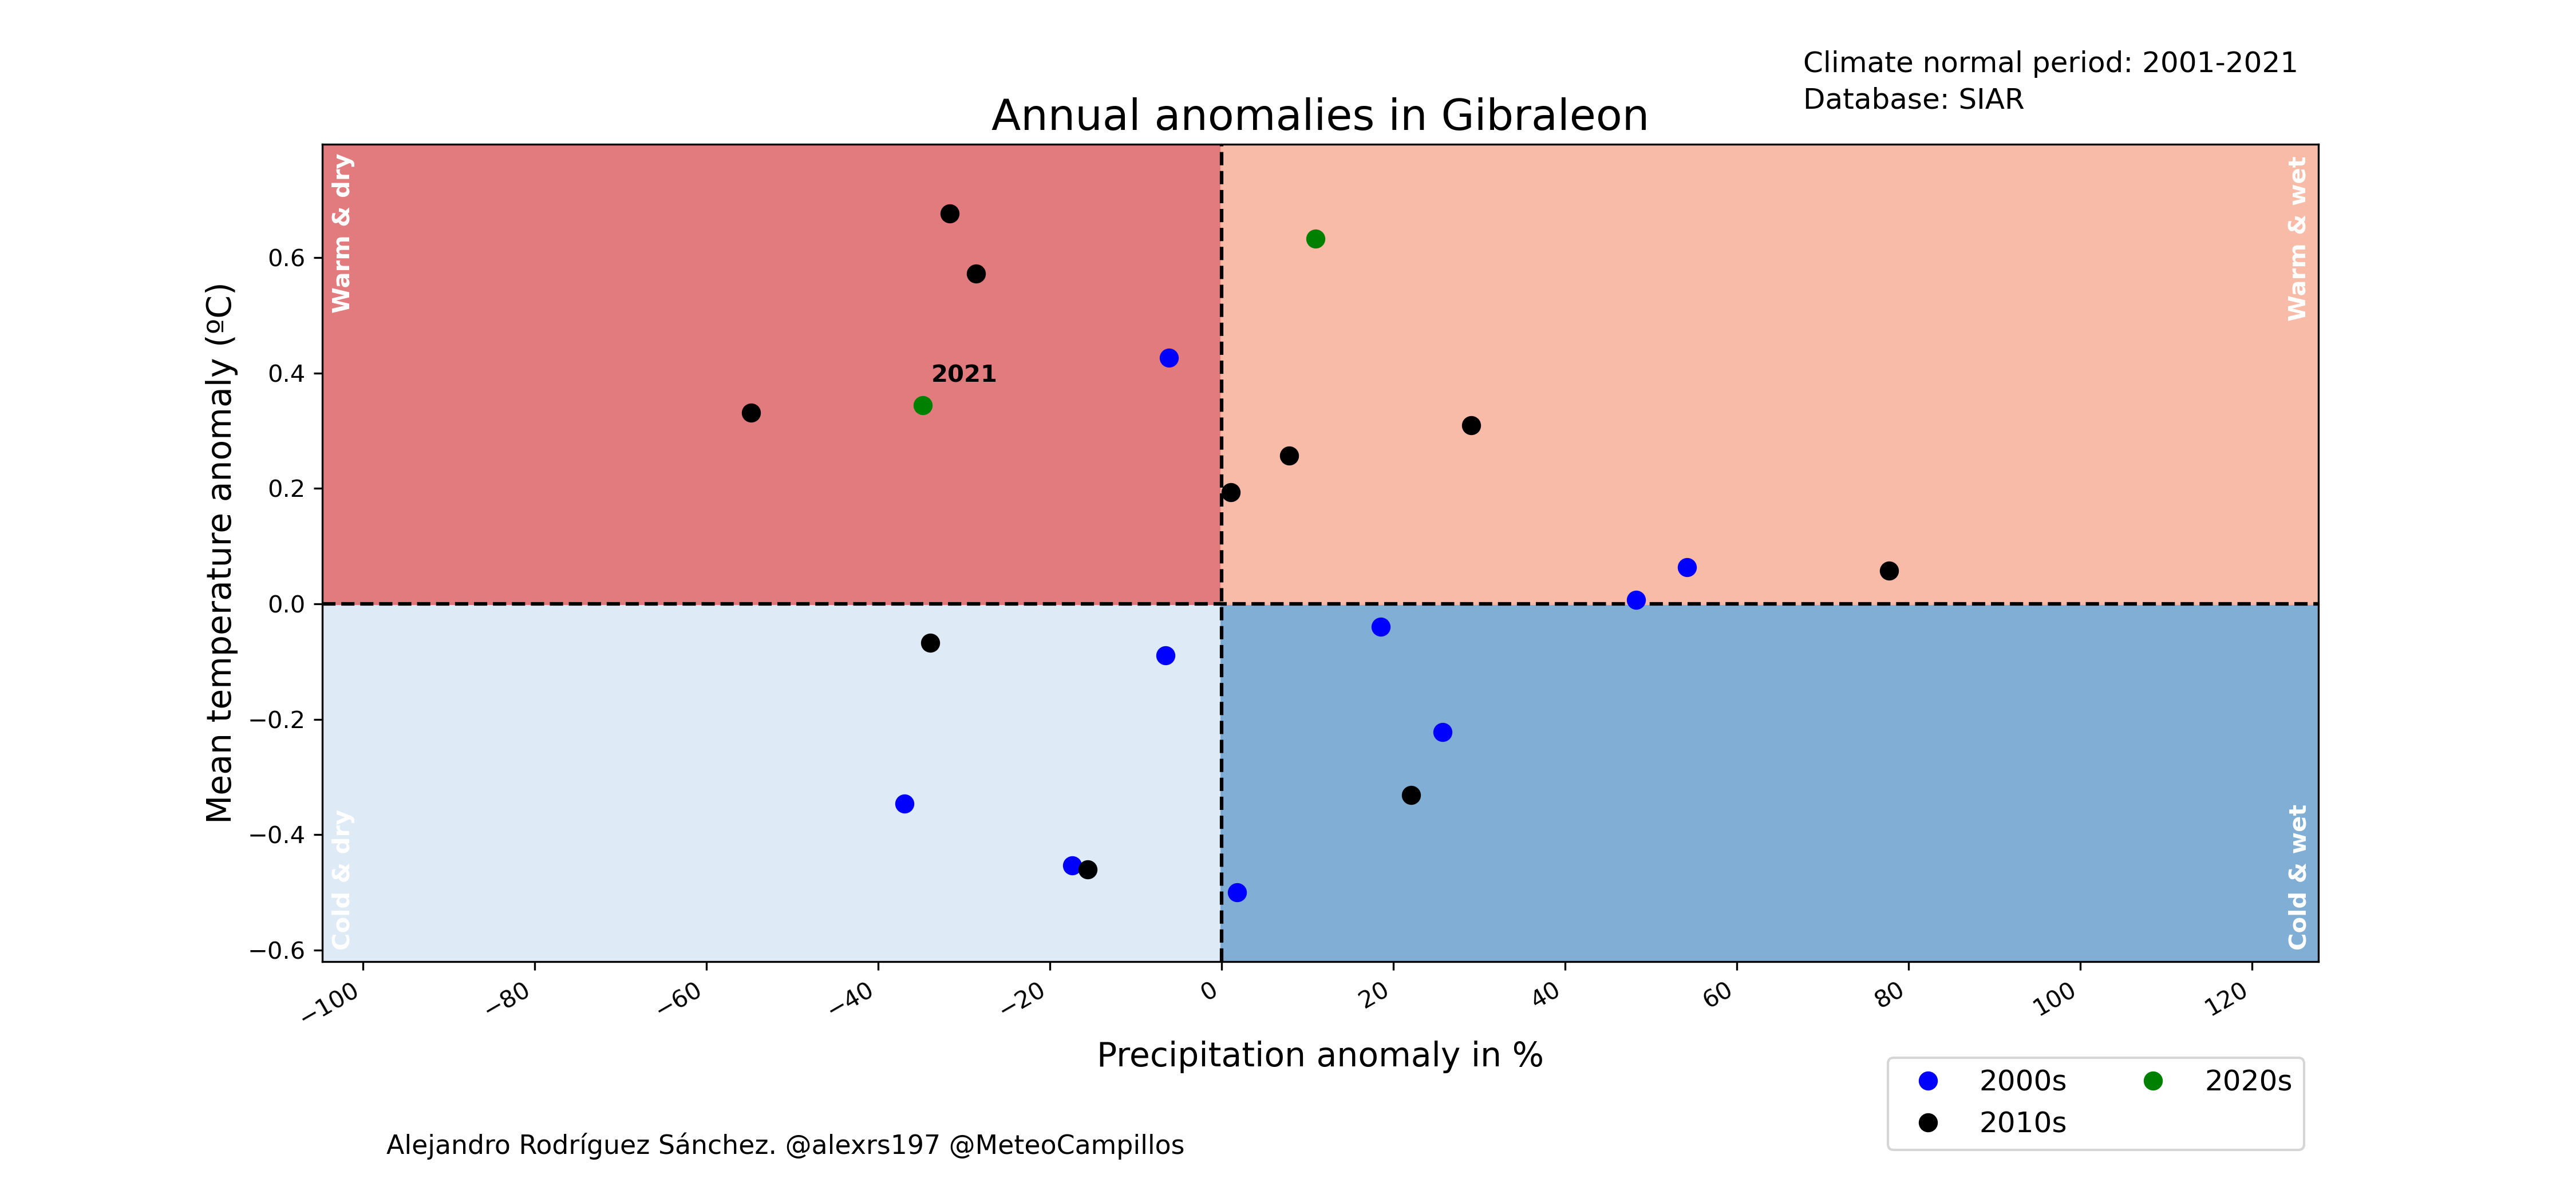 Climate normal period: 2001-2021
Database: SIAR
Annual anomalies in Gibraleon
Warm & dry
Warm & wet
2021
Cold & dry
Cold & wet
Mean temperature anomaly (ºC)
0.6
0.4
0.2
0.0
−0.2
−0.4
−0.6
−100
−80
−60
−40
−20
0
20
40
60
80
100
120
Precipitation anomaly in %
2000s
2010s
2020s
Alejandro Rodríguez Sánchez. @alexrs197 @MeteoCampillos